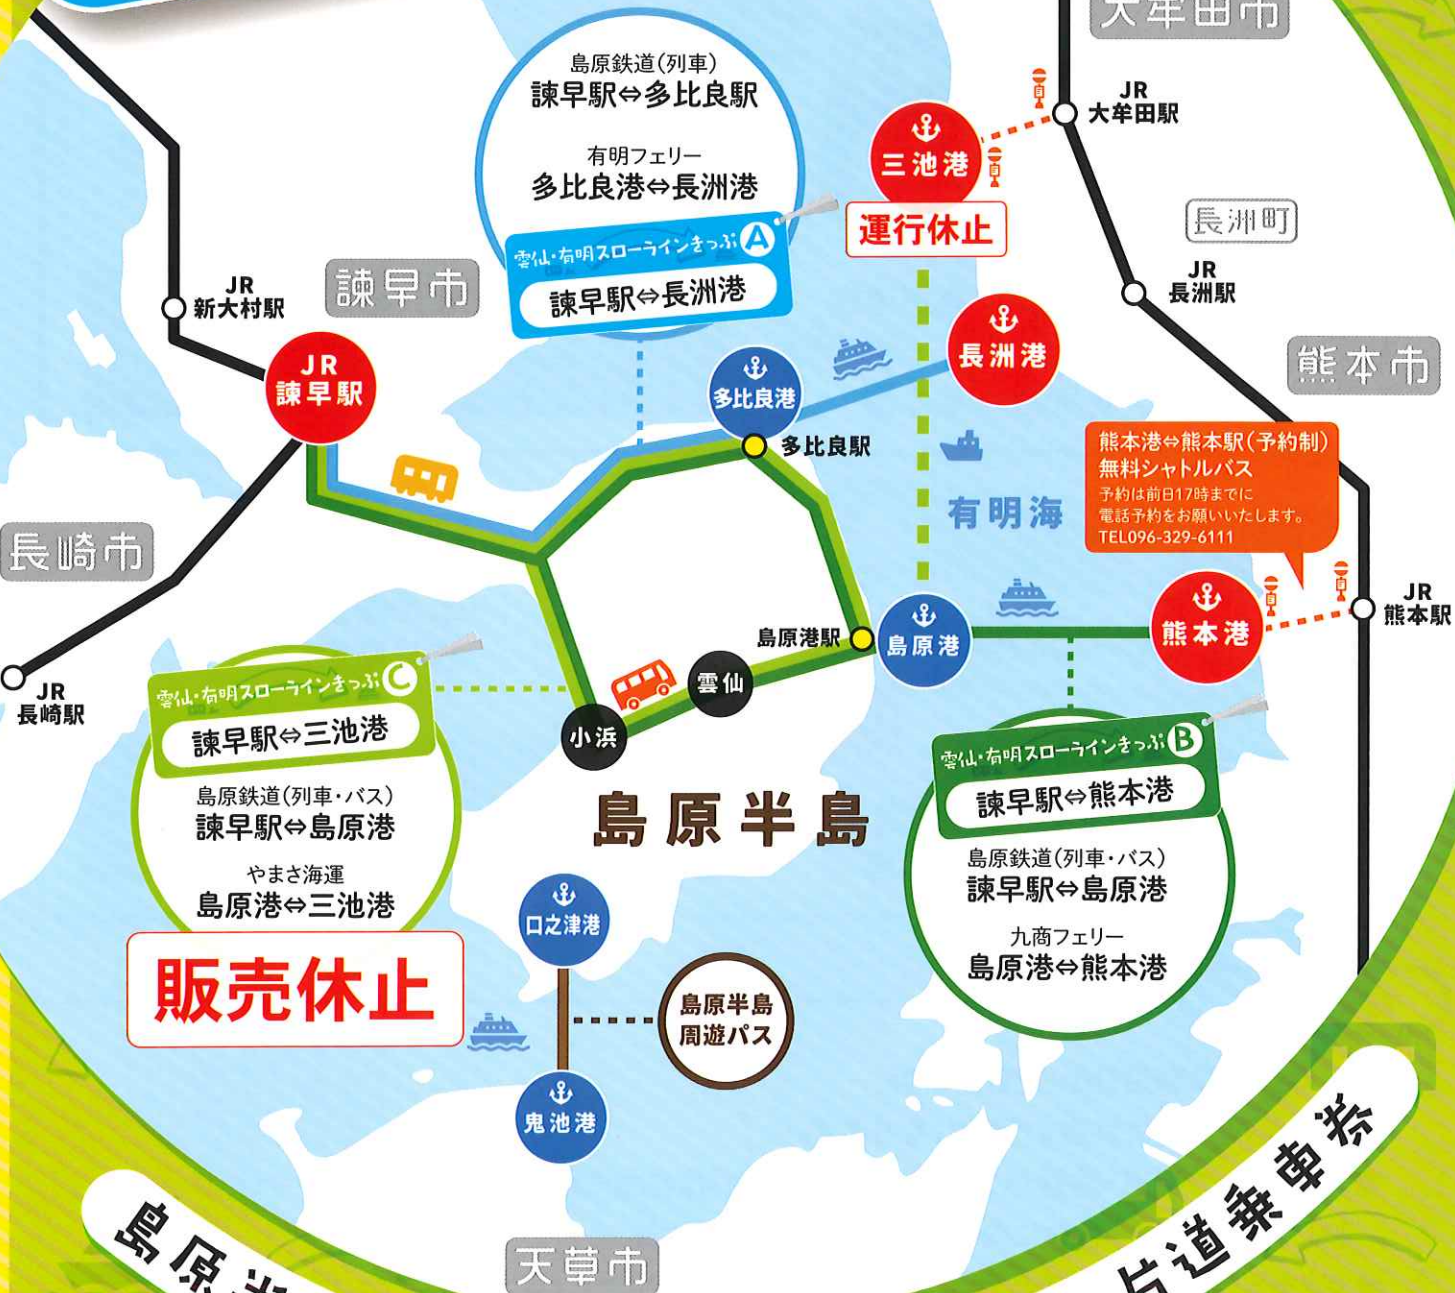 大牟田市
島原鉄道(列車)
諫早駅⇔多比良駅
有明フェリー
多比良港⇔長洲港
雲仙・有明スローラインきっぷA
諫早駅⇔長洲港
三池港
運行休止
JR
大牟田駅
長洲町
JR
長洲駅
JR
新大村駅
諫早市
JR
諫早駅
多比良港
多比良駅
長洲港
熊本市
熊本港⇔熊本駅(予約制)
無料シャトルバス
予約は前日17時までに
電話予約をお願いいたします。
TEL096-329-6111
有明海
長崎市
JR
長崎駅
島原港駅
島原港
熊本港
JR
熊本駅
雲仙
小浜
雲仙・有明スローラインきっぷC
諫早駅⇔三池港
島原鉄道(列車・バス)
諫早駅⇔島原港
やまさ海運
島原港⇔三池港
販売休止
島原半島
雲仙・有明スローラインきっぷB
諫早駅⇔熊本港
島原鉄道(列車・バス)
諫早駅⇔島原港
九商フェリー
島原港⇔熊本港
口之津港
島原半島
周遊パス
鬼池港
天草市
島原半
片道乗車券